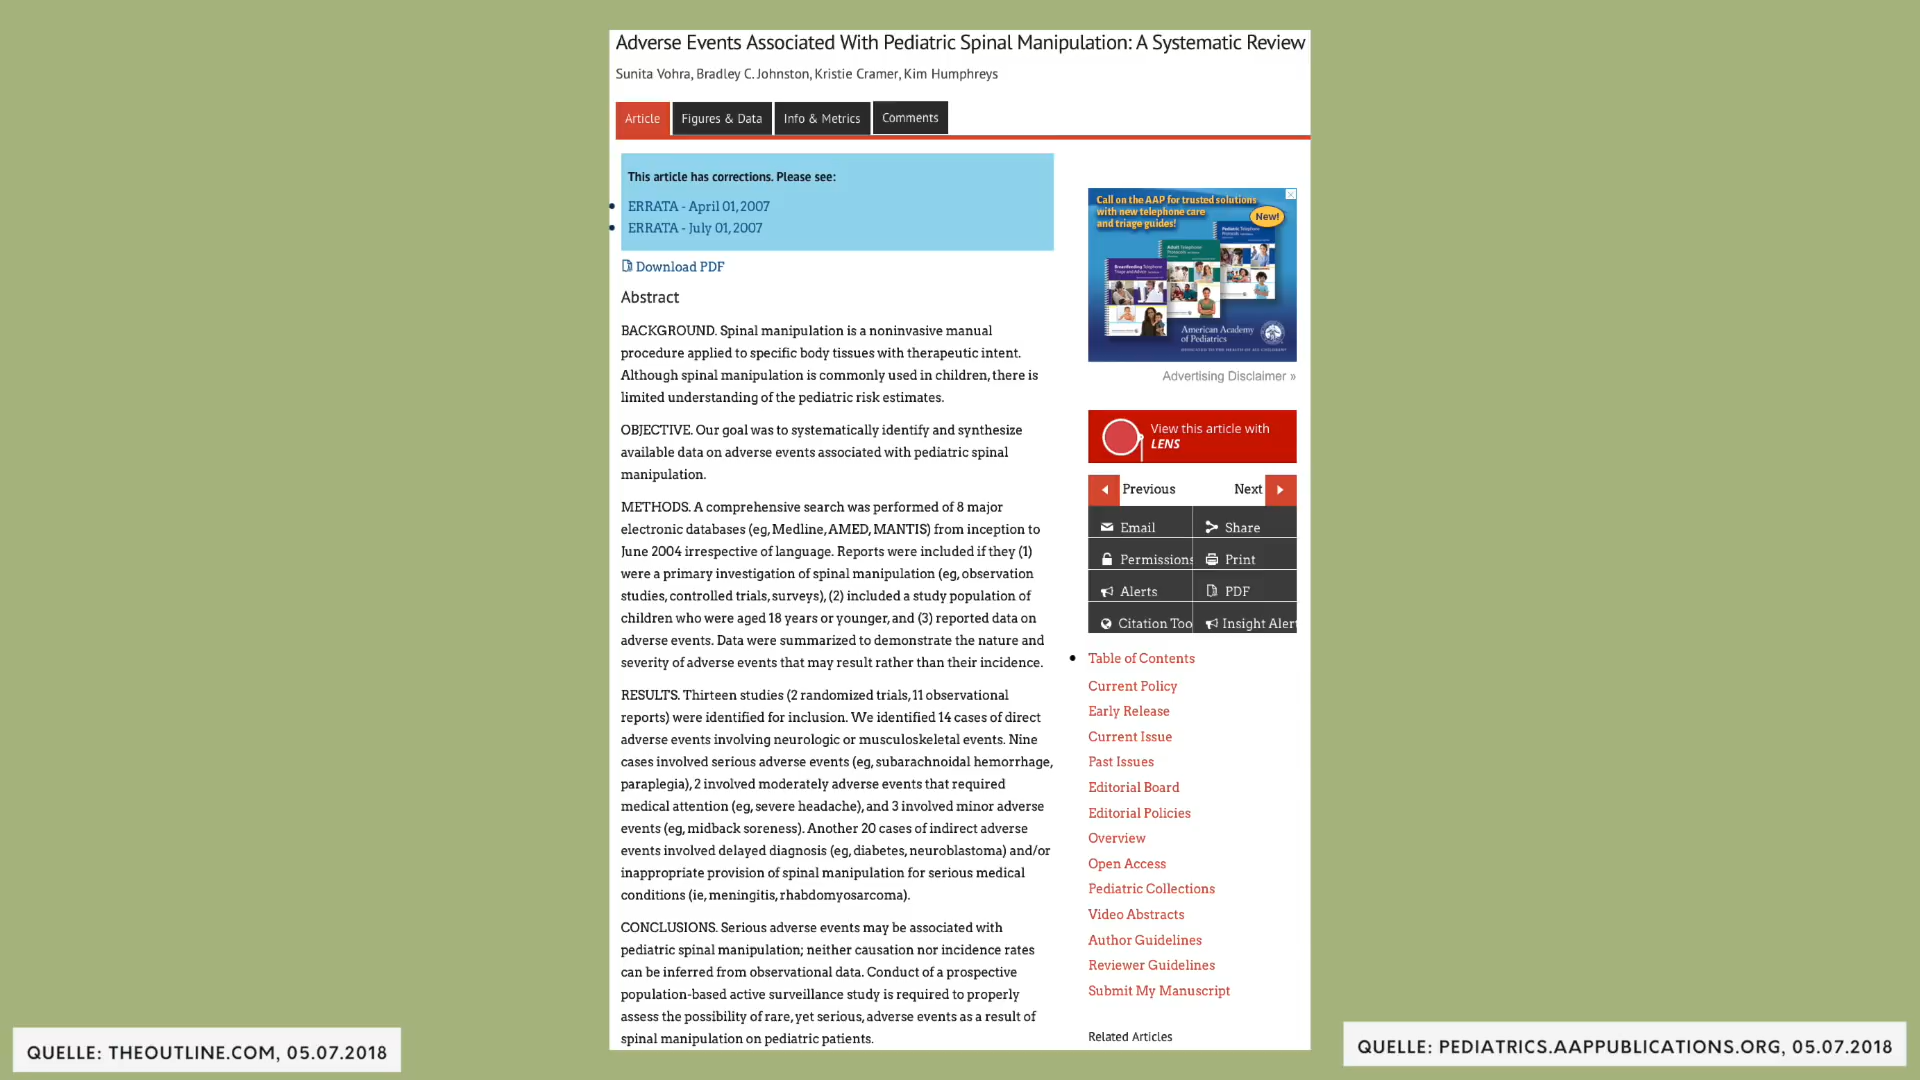 Adverse Events Associated With Pediatric Spinal Manipulation: A Systematic Review
Sunita Vohra, Bradley C. Johnston, Kristie Cramer, Kim Humphreys
Article
Figures & Data
Info & Metrics
Comments
This article has corrections. Please see:
ERRATA - April 01, 2007
ERRATA - July 01, 2007
Download PDF
Abstract
BACKGROUND. Spinal manipulation is a noninvasive manual
procedure applied to specific body tissues with therapeutic intent.
Although spinal manipulation is commonly used in children, there is
limited understanding of the pediatric risk estimates.
OBJECTIVE. Our goal was to systematically identify and synthesize
available data on adverse events associated with pediatric spinal
manipulation.
METHODS. A comprehensive search was performed of 8 major
electronic databases (eg, Medline, AMED, MANTIS) from inception to
June 2004 irrespective of language. Reports were included if they (1)
were a primary investigation of spinal manipulation (eg, observation
studies, controlled trials, surveys), (2) included a study population of
children who were aged 18 years or younger, and (3) reported data on
adverse events. Data were summarized to demonstrate the nature and
severity of adverse events that may result rather than their incidence.
RESULTS. Thirteen studies (2 randomized trials, 11 observational
reports) were identified for inclusion. We identified 14 cases of direct
adverse events involving neurologic or musculoskeletal events. Nine
cases involved serious adverse events (eg, subarachnoidal hemorrhage,
paraplegia), 2 involved moderately adverse events that required
medical attention (eg, severe headache), and 3 involved minor adverse
events (eg, midback soreness). Another 20 cases of indirect adverse
events involved delayed diagnosis (eg, diabetes, neuroblastoma) and/or
inappropriate provision of spinal manipulation for serious medical
conditions (ie, meningitis, rhabdomyosarcoma).
CONCLUSIONS. Serious adverse events may be associated with
pediatric spinal manipulation; neither causation nor incidence rates
can be inferred from observational data. Conduct of a prospective
population-based active surveillance study is required to properly
assess the possibility of rare, yet serious, adverse events as a result of
spinal manipulation on pediatric patients.
Call on the AAP for trusted solutions
with new telephone care
and triage guides!
New!
American Academy
of Pediatrics
Advertising Disclaimer »
View this article with
LENS
Previous
Next
Email
Share
Permissions
Print
Alerts
PDF
Citation Too
Insight Aler
Table of Contents
Current Policy
Early Release
Current Issue
Past Issues
Editorial Board
Editorial Policies
Overview
Open Access
Pediatric Collections
Video Abstracts
Author Guidelines
Reviewer Guidelines
Submit My Manuscript
Related Articles
QUELLE: THEOUTLINE.COM, 05.07.2018
QUELLE: PEDIATRICS.AAPPUBLICATIONS.ORG, 05.07.2018